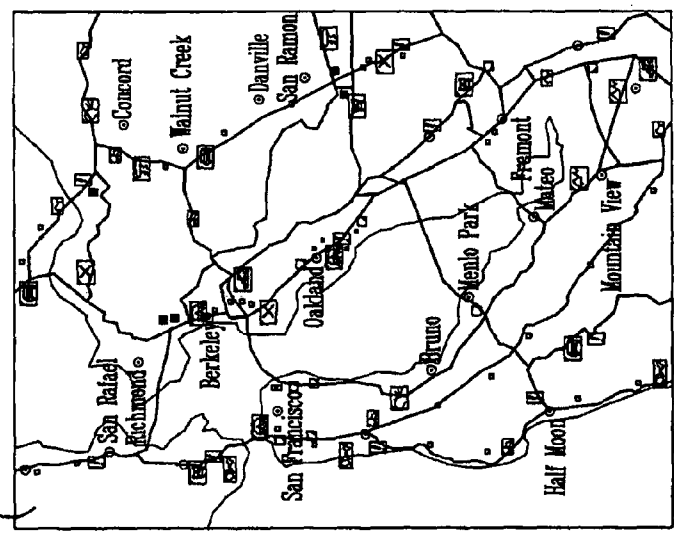 Concord
Walnut Creek
Danville
San Ramon
San Rafael
Richmond
Berkeley
Oakland
San Francisco
Bruno
Menlo Park
Fremont
Mateo
Mountain View
Half Moon